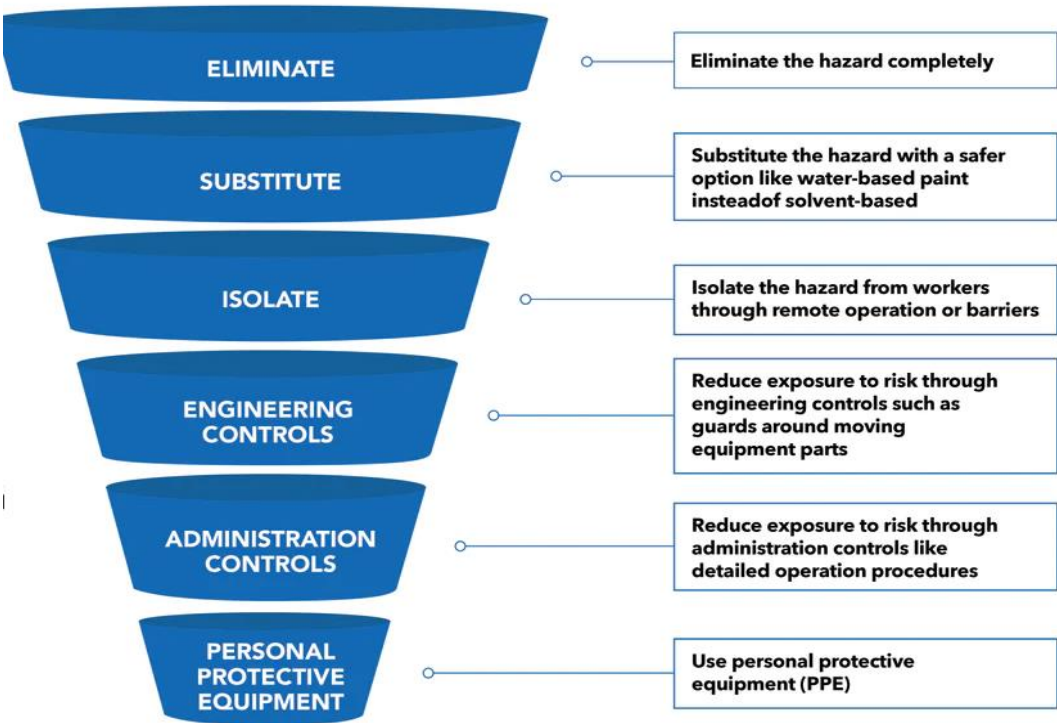 ELIMINATE
Eliminate the hazard completely
SUBSTITUTE
Substitute the hazard with a safer
option like water-based paint
insteadof solvent-based
ISOLATE
Isolate the hazard from workers
through remote operation or barriers
ENGINEERING
CONTROLS
Reduce exposure to risk through
engineering controls such as
guards around moving
equipment parts
ADMINISTRATION
CONTROLS
Reduce exposure to risk through
administration controls like
detailed operation procedures
PERSONAL
PROTECTIVE
EQUIPMENT
Use personal protective
equipment (PPE)